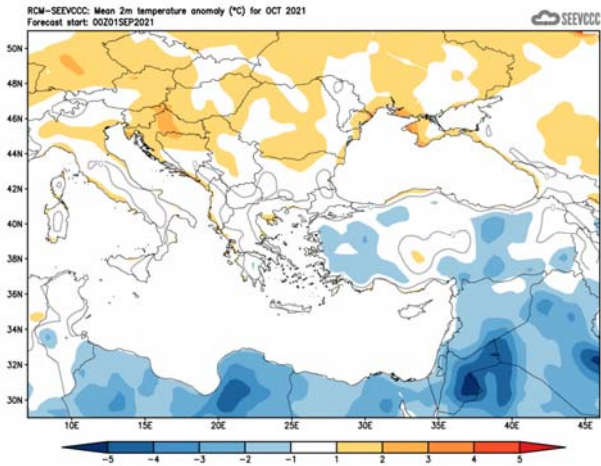 RCM-SEEVCCC: Mean 2m temperature anomaly (°C) for OCT 2021
Forecast start: 00Z01SEP2021
SEEVCCC
50N
48N
46N
44N
42N
40N
38N
36N
34N
32N
30N
10E 15E 20E 25E 30E 35E 40E 45E
-5 -4 -3 -2 -1 1 2 3 4 5